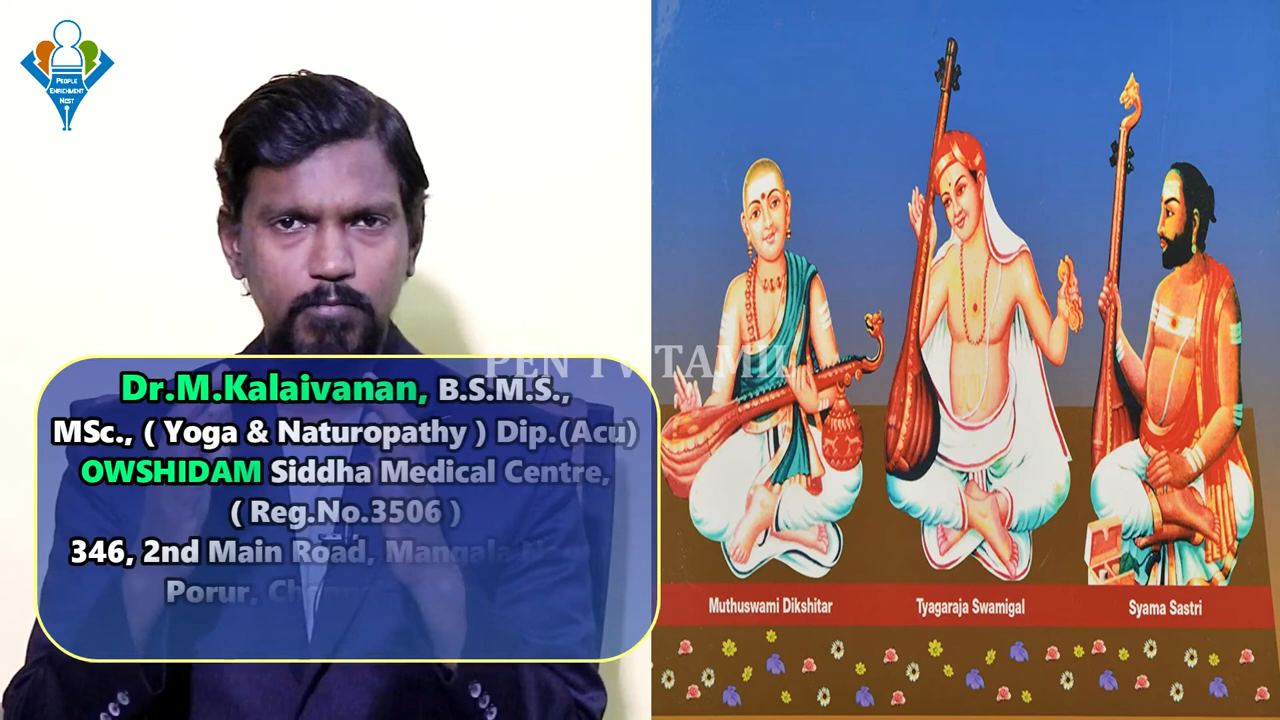 PEOPLE
ENRICHMENT
NEST
Dr.M.Kalaivanan, B.S.M.S.,
MSc., ( Yoga & Naturopathy ) Dip.(Acu)
OWSHIDAM Siddha Medical Centre,
( Reg.No.3506 )
346, 2nd Main Road,
Porur,
PEN TV TAMIL
Muthuswami Dikshitar
Tyagaraja Swamigal
Syama Sastri